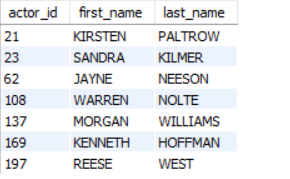 actor_id first_name last_name
21 KIRSTEN PALTROW
23 SANDRA KILMER
62 JAYNE NEESON
108 WARREN NOLTE
137 MORGAN WILLIAMS
169 KENNETH HOFFMAN
197 REESE WEST